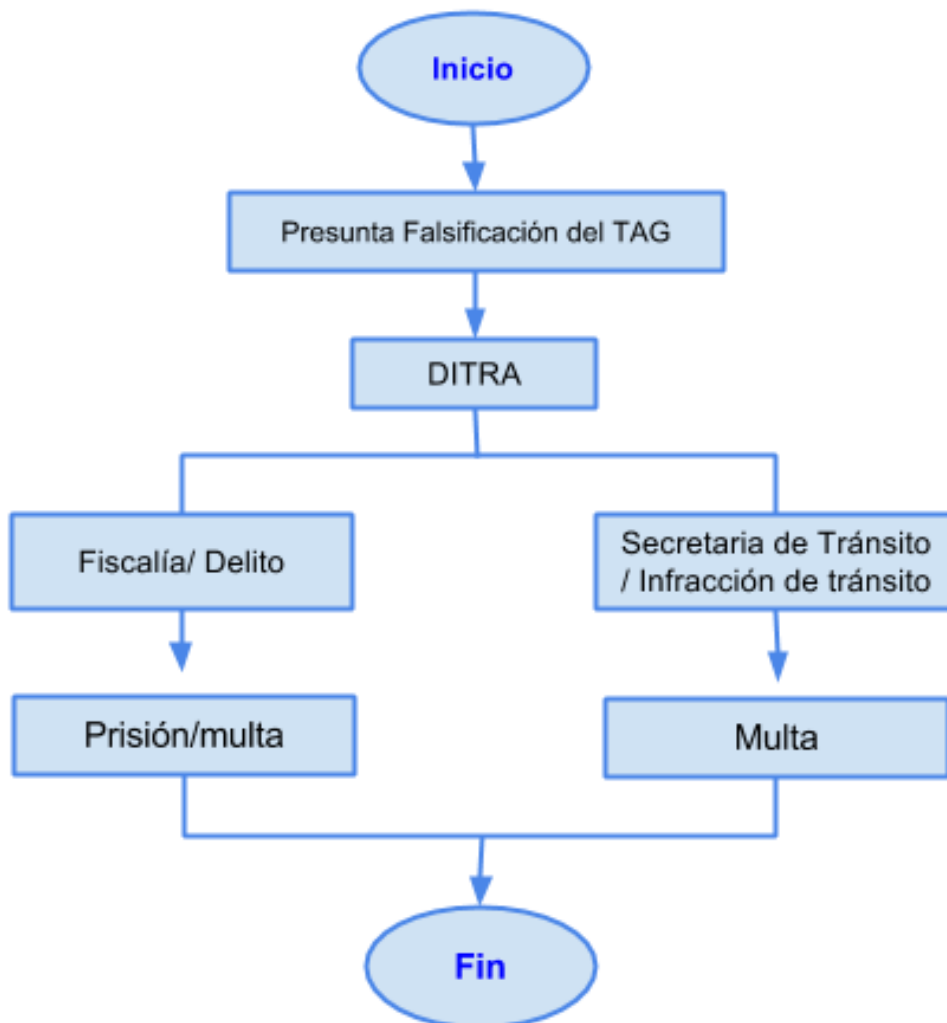 Inicio
Presunta Falsificación del TAG
DITRA
Fiscalía/ Delito
Secretaria de Tránsito
/ Infracción de tránsito
Prisión/multa
Multa
Fin